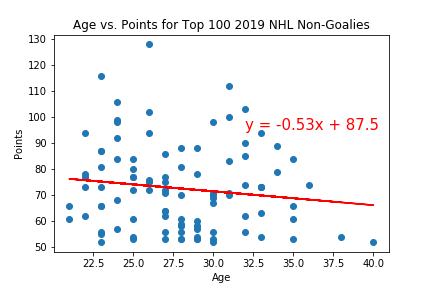 Age vs. Points for Top 100 2019 NHL Non-Goalies
130
120
110
100
90
80
70
60
50
Points
y = -0.53x + 87.5
22.5 25.0 27.5 30.0 32.5 35.0 37.5 40.0
Age